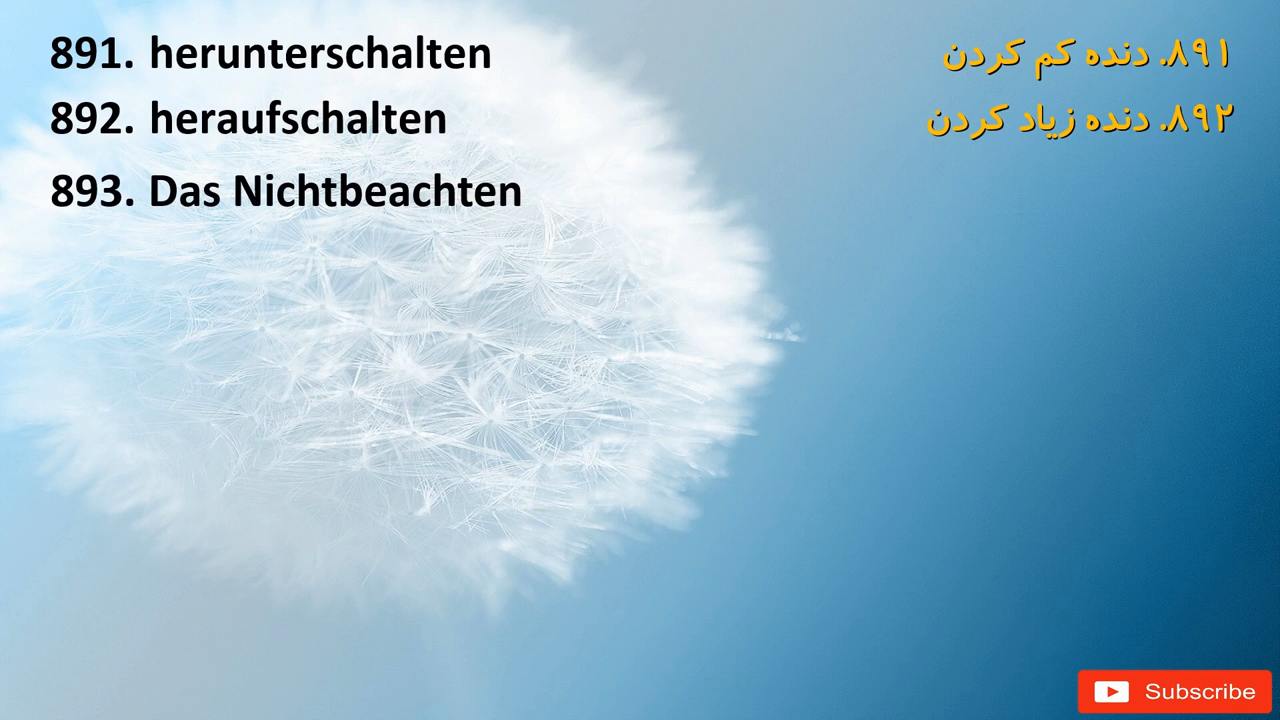 891. herunterschalten
۸۹۱. دنده کم کردن
892. heraufschalten
۸۹۲. دنده زیاد کردن
893. Das Nichtbeachten
Subscribe